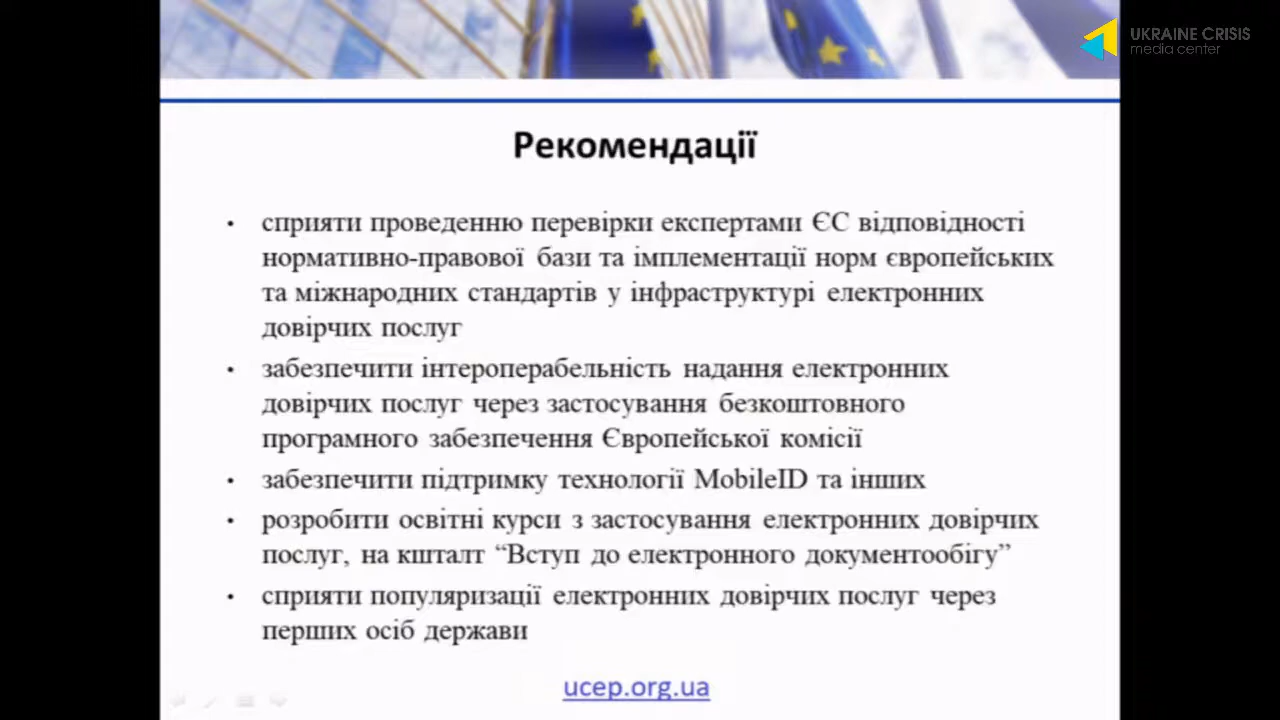 UKRAINE CRISIS
media center
Рекомендації
• сприяти проведенню перевірки експертами ЄС відповідності
нормативно-правової бази та імплементації норм європейських
та міжнародних стандартів у інфраструктурі електронних
довірчих послуг
• забезпечити інтероперабельність надання електронних
довірчих послуг через застосування безкоштовного
програмного забезпечення Європейської комісії
• забезпечити підтримку технології MobileID та інших
• розробити освітні курси з застосування електронних довірчих
послуг, на кшталт “Вступ до електронного документообігу”
• сприяти популяризації електронних довірчих послуг через
перших осіб держави
ucep.org.ua